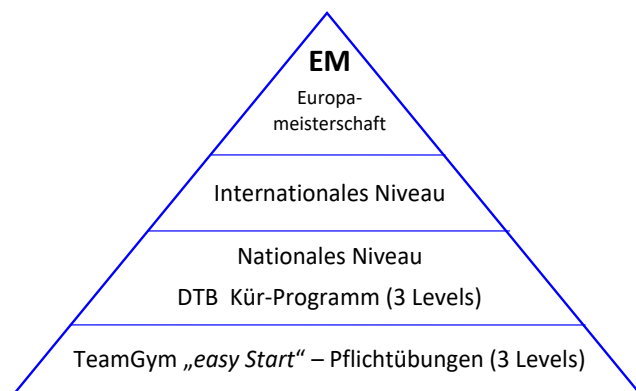 EM
Europa-
meisterschaft
Internationales Niveau
Nationales Niveau
DTB Kür-Programm (3 Levels)
TeamGym „easy Start“ – Pflichtübungen (3 Levels)